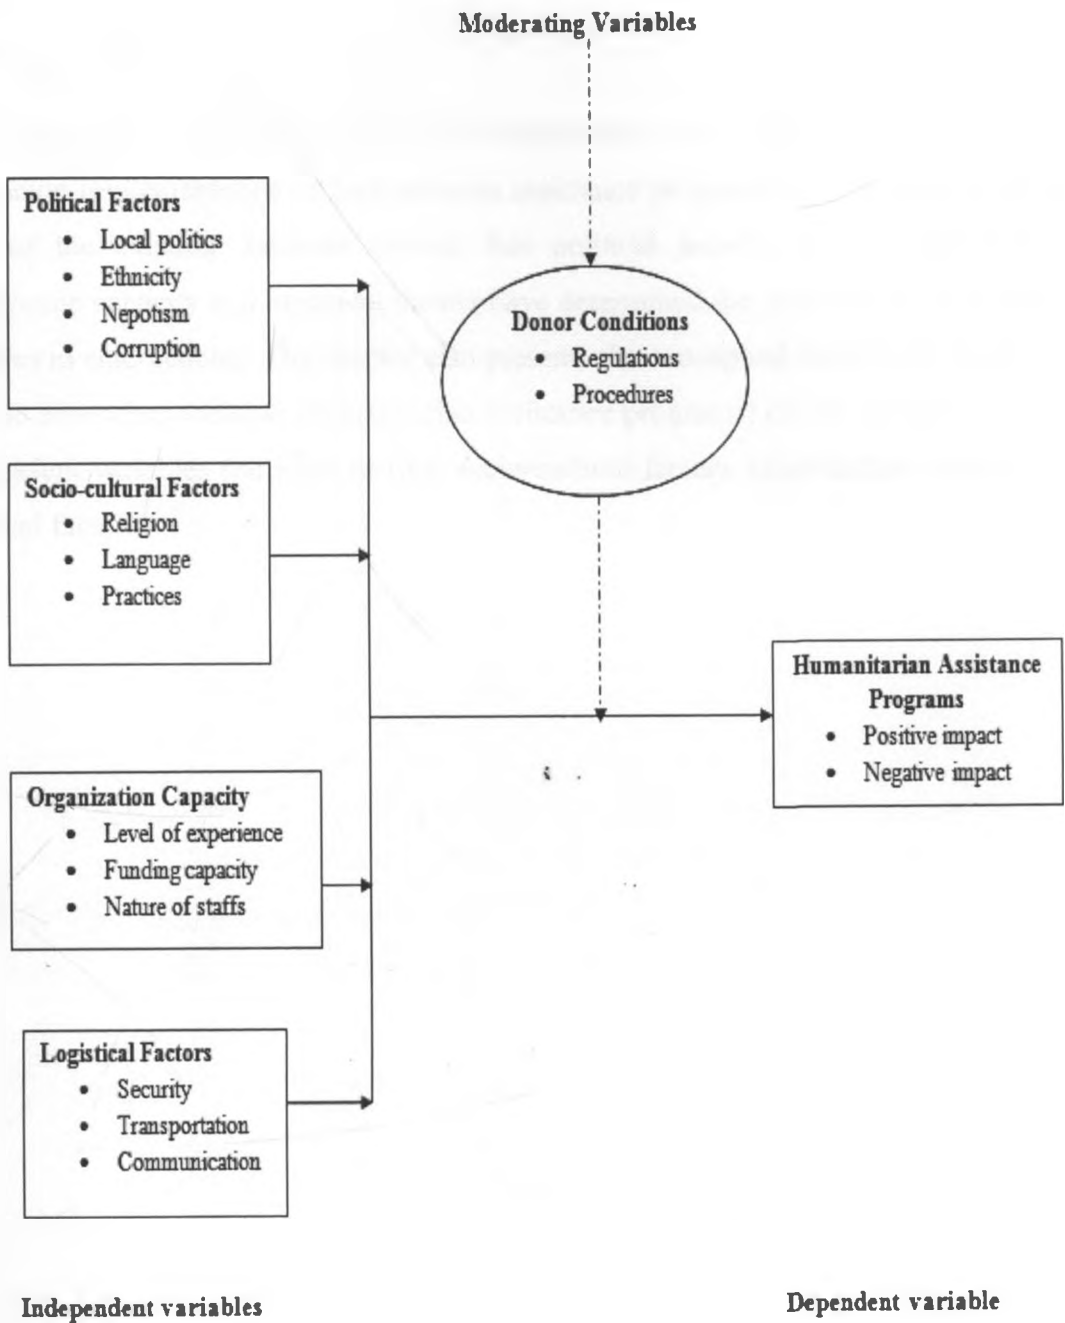 Moderating Variables
Political Factors
• Local politics
• Ethnicity
• Nepotism
• Corruption
Donor Conditions
• Regulations
• Procedures
Socio-cultural Factors
• Religion
• Language
• Practices
Humanitarian Assistance
Programs
• Positive impact
• Negative impact
Organization Capacity
• Level of experience
• Funding capacity
• Nature of staffs
Logistical Factors
• Security
• Transportation
• Communication
Independent variables
Dependent variable